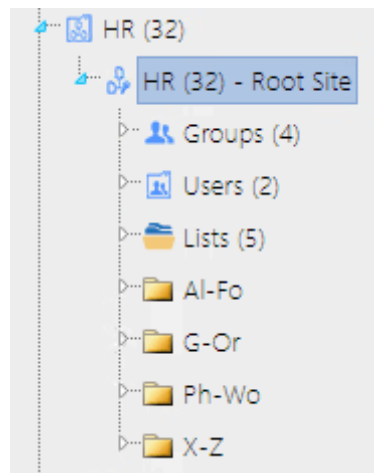 HR (32)
HR (32) - Root Site
Groups (4)
Users (2)
Lists (5)
Al-Fo
G-Or
Ph-Wo
X-Z